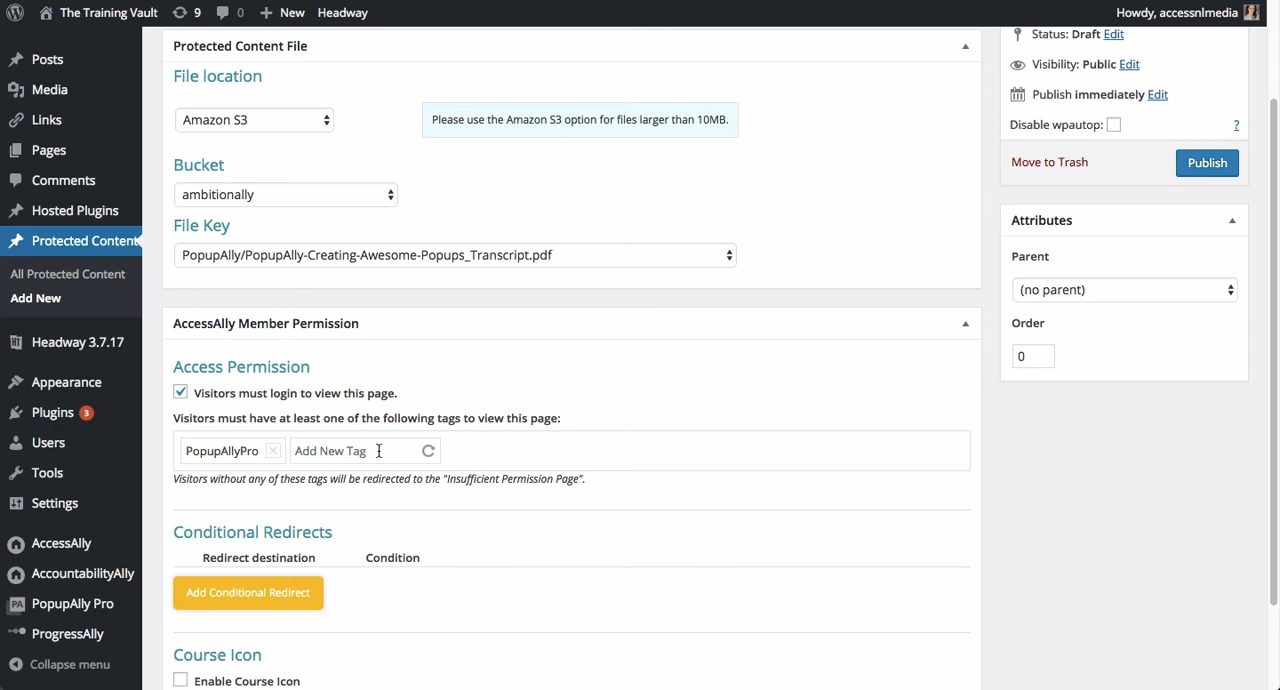 The Training Vault 9 0 New Headway Howdy, accessnlmedia
Posts
Media
Links
Pages
Comments
Hosted Plugins
Protected Content
All Protected Content
Add New
Headway 3.7.17
Appearance
Plugins 3
Users
Tools
Settings
AccessAlly
AccountabilityAlly
PopupAlly Pro
ProgressAlly
Collapse menu
Protected Content File
File location
Amazon S3
Please use the Amazon S3 option for files larger than 10MB.
Bucket
ambitionally
File Key
PopupAlly/PopupAlly-Creating-Awesome-Popups_Transcript.pdf
AccessAlly Member Permission
Access Permission
Visitors must login to view this page.
Visitors must have at least one of the following tags to view this page:
PopupAllyPro Add New Tag
Visitors without any of these tags will be redirected to the "Insufficient Permission Page".
Conditional Redirects
Redirect destination Condition
Add Conditional Redirect
Course Icon
Enable Course Icon
Status: Draft Edit
Visibility: Public Edit
Publish immediately Edit
Disable wpautop: ?
Move to Trash Publish
Attributes
Parent
(no parent)
Order
0